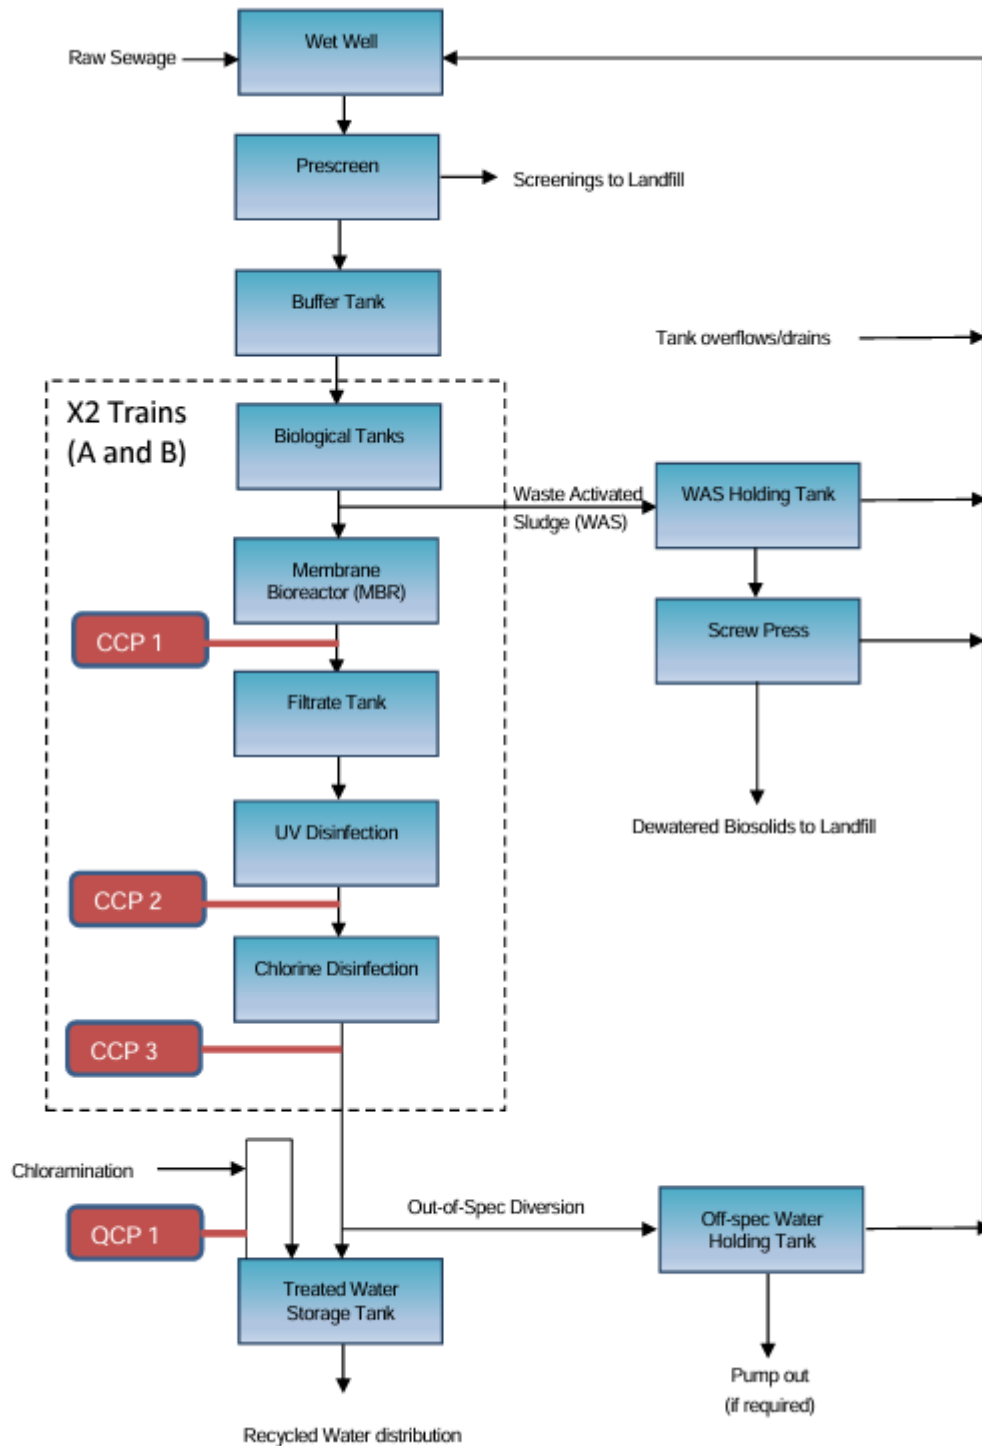 Wet Well
Raw Sewage
Prescreen
Screenings to Landfill
Buffer Tank
Tank overflows/drains
X2 Trains
(A and B)
Biological Tanks
Waste Activated
Sludge (WAS)
WAS Holding Tank
Membrane
Bioreactor (MBR)
CCP 1
Screw Press
Filtrate Tank
UV Disinfection
Dewatered Biosolids to Landfill
CCP 2
Chlorine Disinfection
CCP 3
Chloramination
Out-of-Spec Diversion
QCP 1
Off-spec Water
Holding Tank
Treated Water
Storage Tank
Pump out
(if required)
Recycled Water distribution